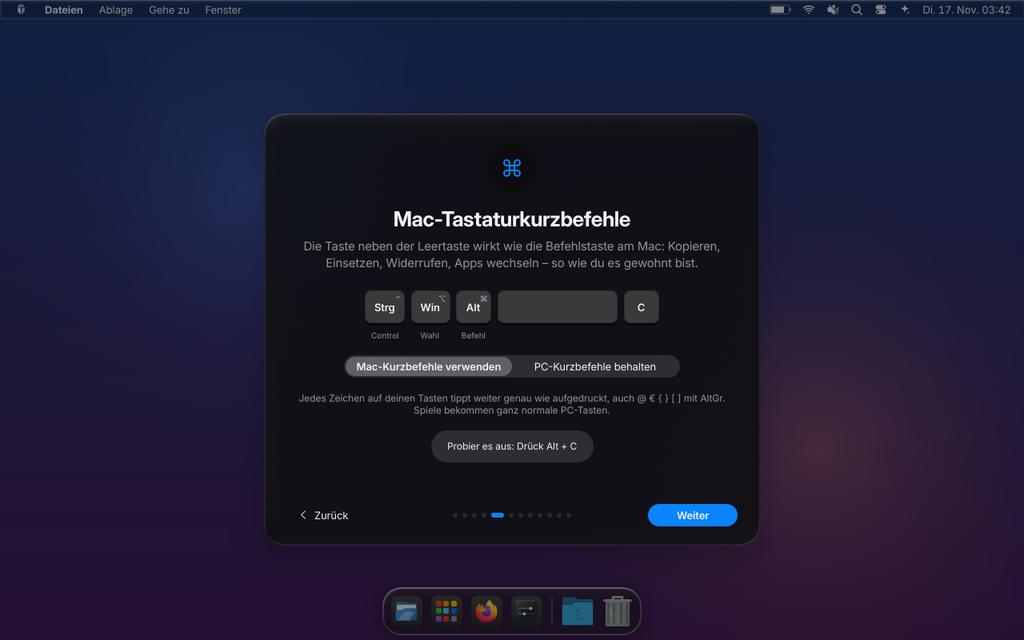 Dateien Ablage Gehe zu Fenster Di. 17. Nov. 03:42
Mac-Tastaturkurzbefehle
Die Taste neben der Leertaste wirkt wie die Befehlstaste am Mac: Kopieren,
Einsetzen, Widerrufen, Apps wechseln – so wie du es gewohnt bist.
Strg ^ Win ⌥ Alt ⌘ C
Control Wahl Befehl
Mac-Kurzbefehle verwenden PC-Kurzbefehle behalten
Jedes Zeichen auf deinen Tasten tippt weiter genau wie aufgedruckt, auch @ € { } [ ] mit AltGr.
Spiele bekommen ganz normale PC-Tasten.
Probier es aus: Drück Alt + C
Zurück Weiter